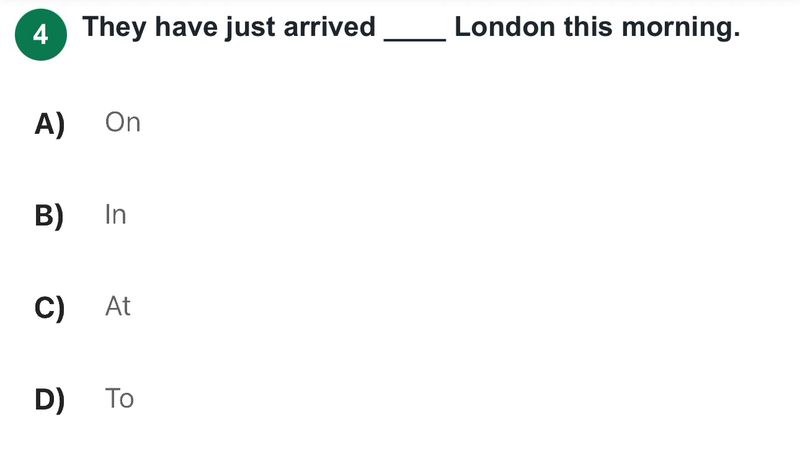 4 They have just arrived ____ London this morning.
A) On
B) In
C) At
D) To